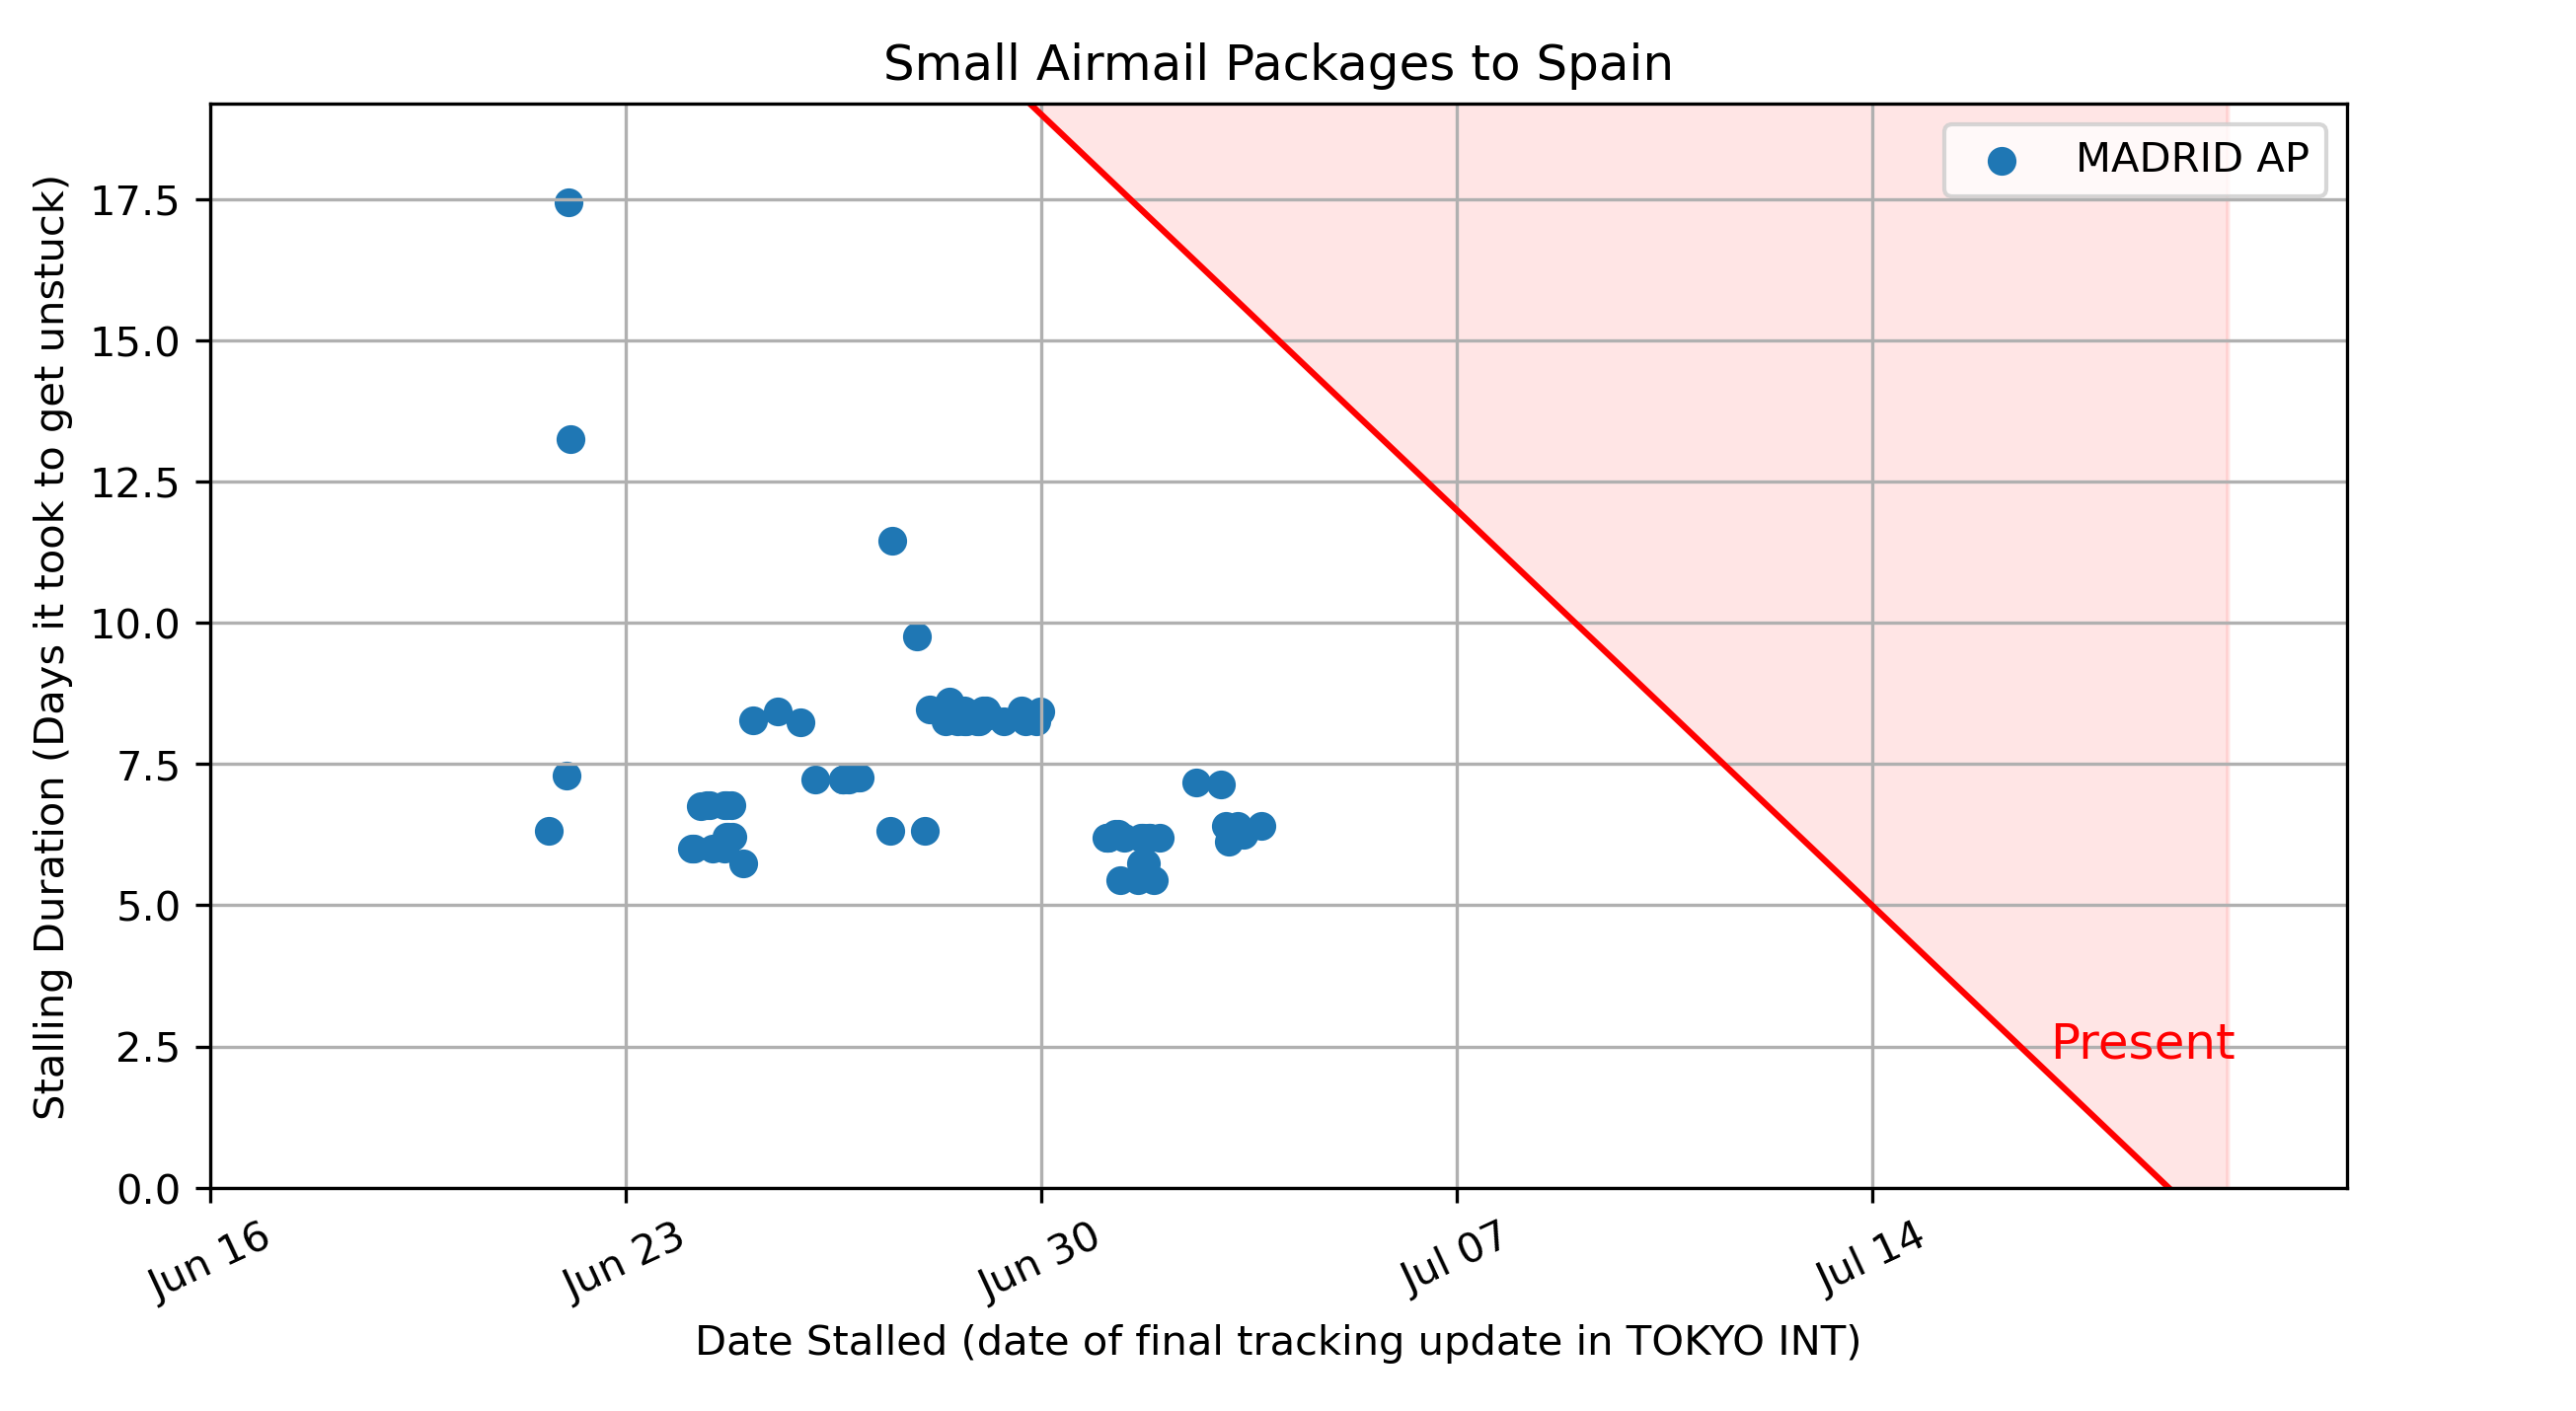 Small Airmail Packages to Spain
MADRID AP
Stalling Duration (Days it took to get unstuck)
17.5
15.0
12.5
10.0
7.5
5.0
2.5
0.0
Present
Jun 16
Jun 23
Jun 30
Jul 07
Jul 14
Date Stalled (date of final tracking update in TOKYO INT)